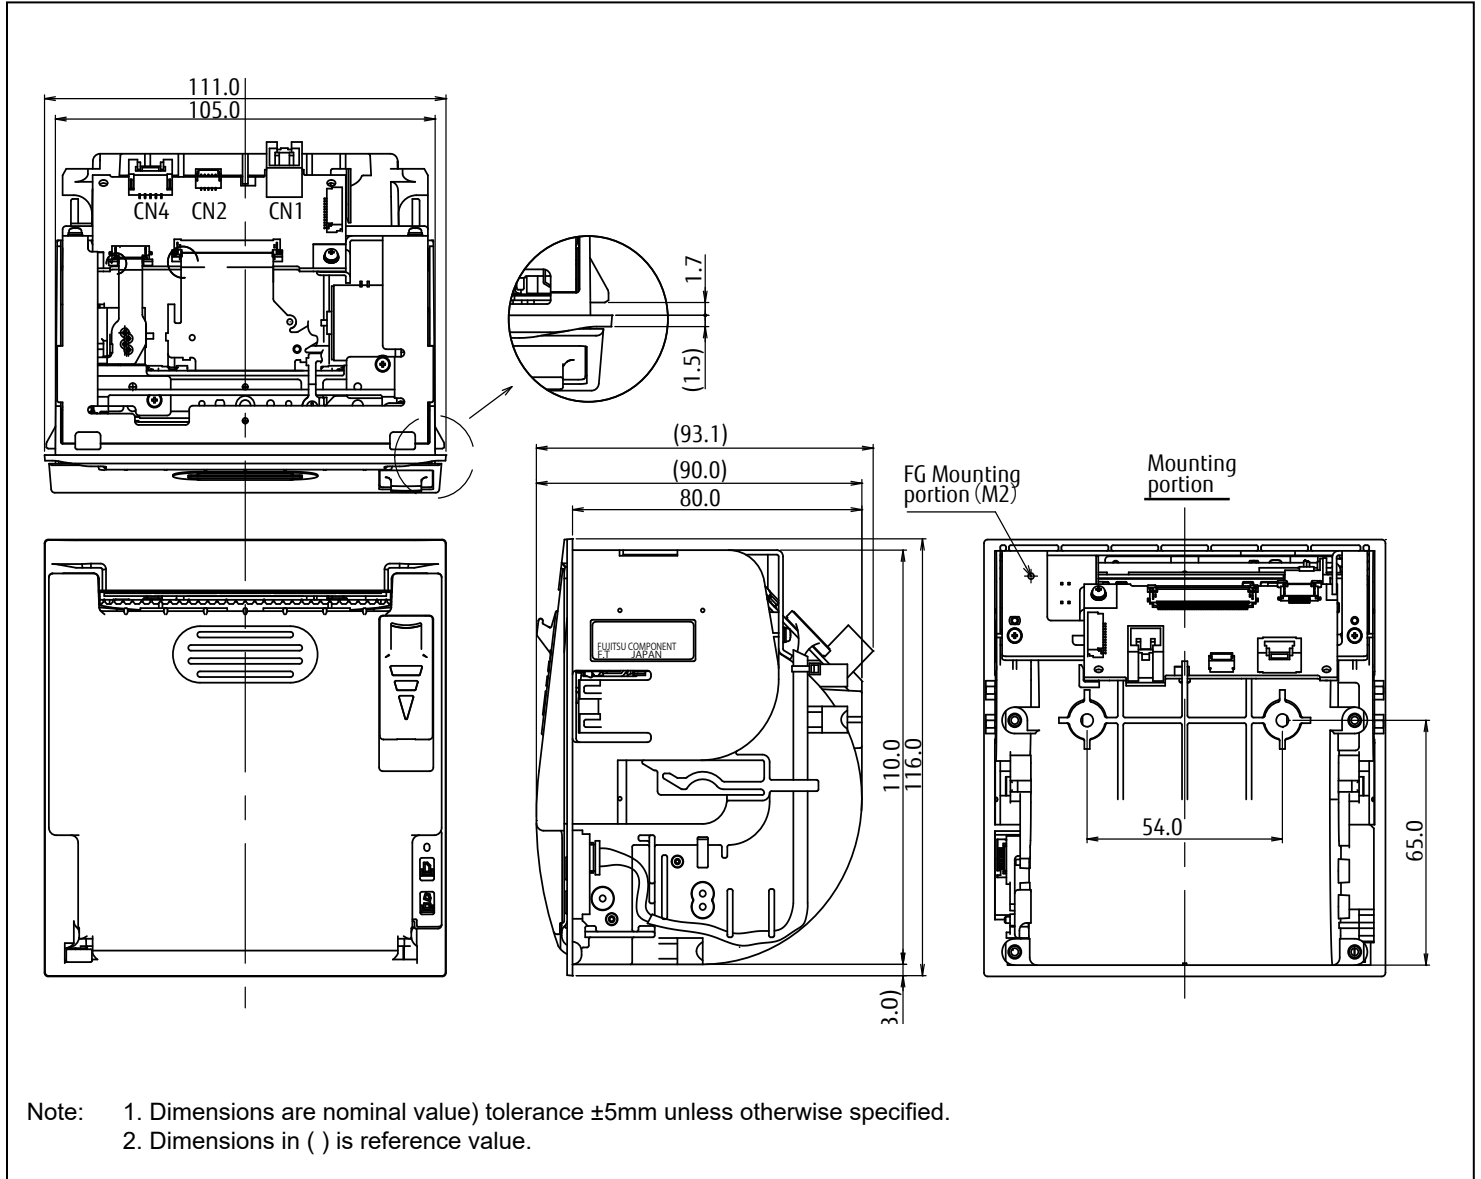 111.0
105.0
CN4 CN2 CN1
1.7
(1.5)
(93.1)
(90.0)
80.0
FG Mounting
portion (M2)
Mounting
portion
FUJITSU COMPONENT
F.T JAPAN
110.0
116.0
54.0
65.0
Note: 1. Dimensions are nominal value) tolerance ±5mm unless otherwise specified.
2. Dimensions in ( ) is reference value.